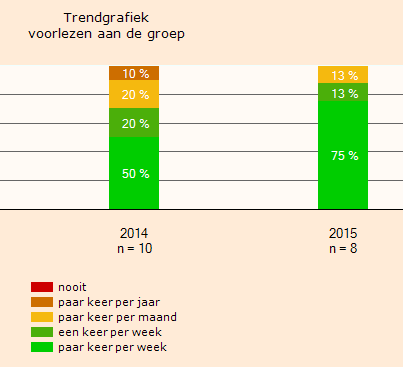 Trendgrafiek
voorlezen aan de groep
10 %
20 %
20 %
50 %
13 %
13 %
75 %
2014
n = 10
2015
n = 8
nooit
paar keer per jaar
paar keer per maand
een keer per week
paar keer per week